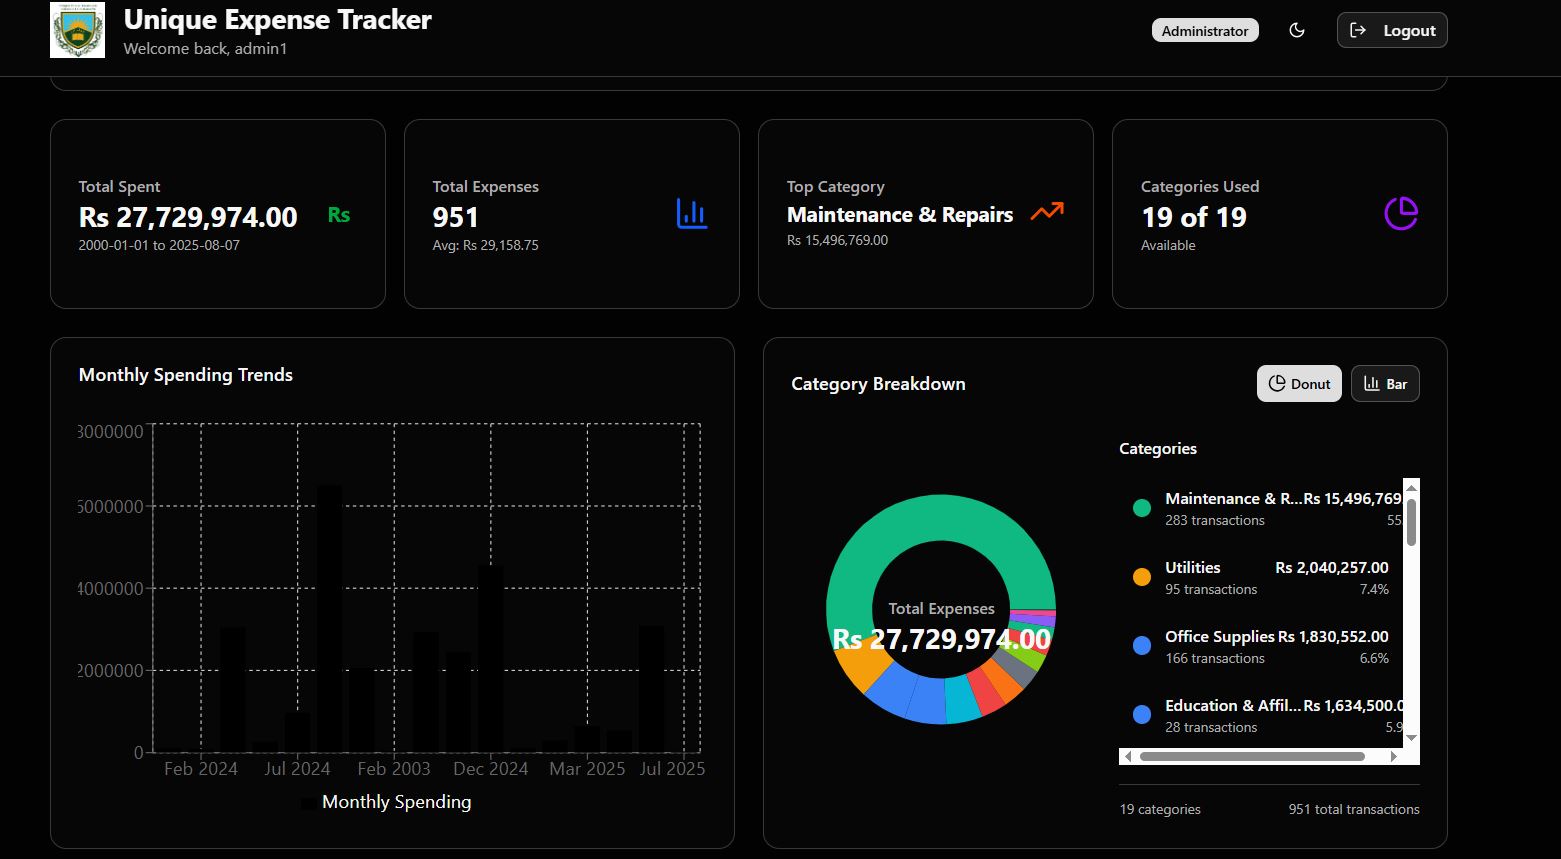 Unique Expense Tracker
Welcome back, admin1
Administrator
Logout
Total Spent
Rs 27,729,974.00
Rs
2000-01-01 to 2025-08-07
Total Expenses
951
Avg: Rs 29,158.75
Top Category
Maintenance & Repairs
Rs 15,496,769.00
Categories Used
19 of 19
Available
Monthly Spending Trends
8000000
6000000
4000000
2000000
0
Feb 2024 Jul 2024 Feb 2003 Dec 2024 Mar 2025 Jul 2025
Monthly Spending
Category Breakdown
Donut
Bar
Total Expenses
Rs 27,729,974.00
Categories
Maintenance & R... Rs 15,496,769
283 transactions 55.
Utilities Rs 2,040,257.00
95 transactions 7.4%
Office Supplies Rs 1,830,552.00
166 transactions 6.6%
Education & Affil... Rs 1,634,500.0
28 transactions 5.9
19 categories 951 total transactions